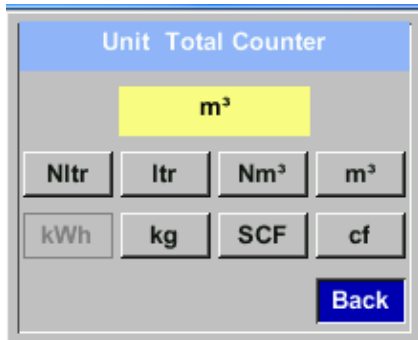 Unit Total Counter
m³
Nltr ltr Nm³ m³
kWh kg SCF cf
Back